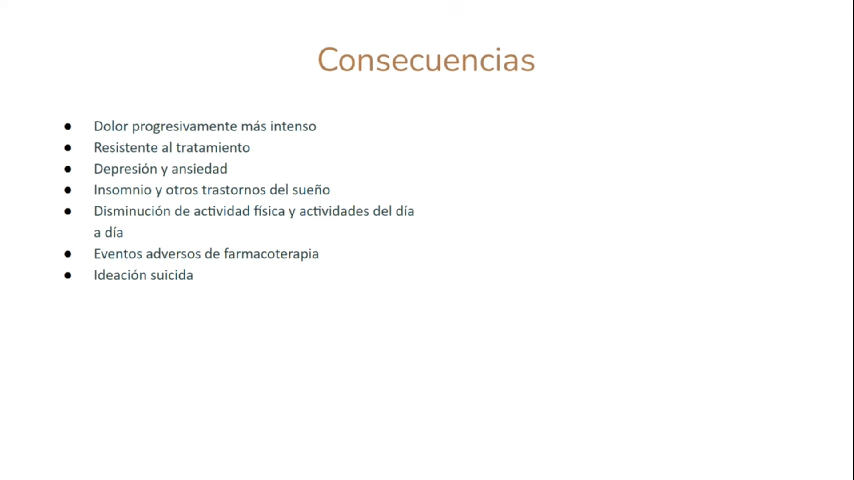 Consecuencias
● Dolor progresivamente más intenso
● Resistente al tratamiento
● Depresión y ansiedad
● Insomnio y otros trastornos del sueño
● Disminución de actividad física y actividades del día
a día
● Eventos adversos de farmacoterapia
● Ideación suicida